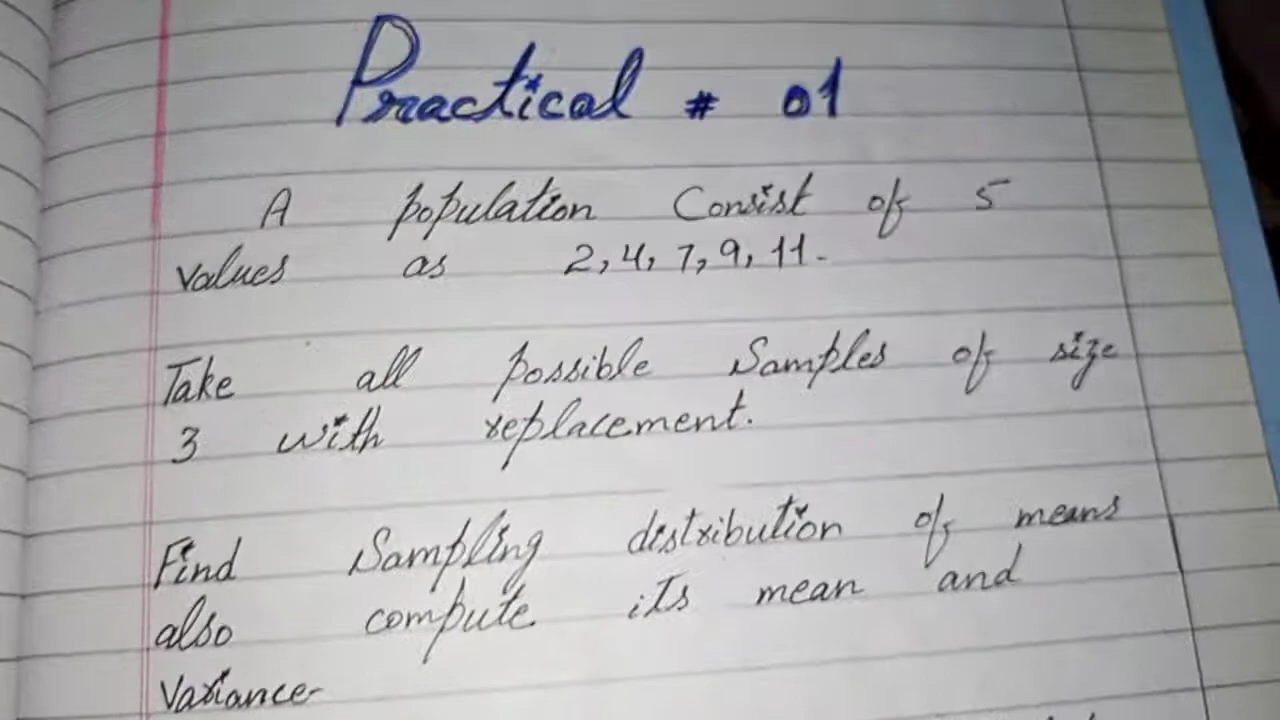 Practical # 01
A population Consist of 5
values as 2, 4, 7, 9, 11.
Take all possible Samples of size
3 with replacement.
Find Sampling distribution of means
also compute its mean and
Variance-